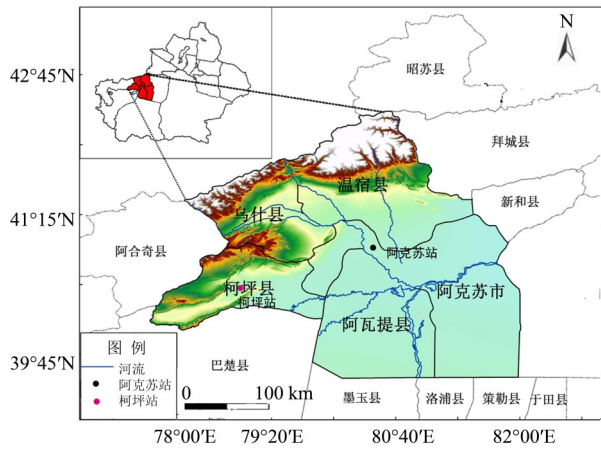 N
42°45′N
41°15′N
39°45′N
昭苏县
拜城县
温宿县
新和县
乌什县
阿合奇县
阿克苏站
柯坪县
柯坪站
阿克苏市
阿瓦提县
图 例
河流
阿克苏站
柯坪站
巴楚县
0 100 km
墨玉县
洛浦县
策勒县
于田县
78°00′E
79°20′E
80°40′E
82°00′E